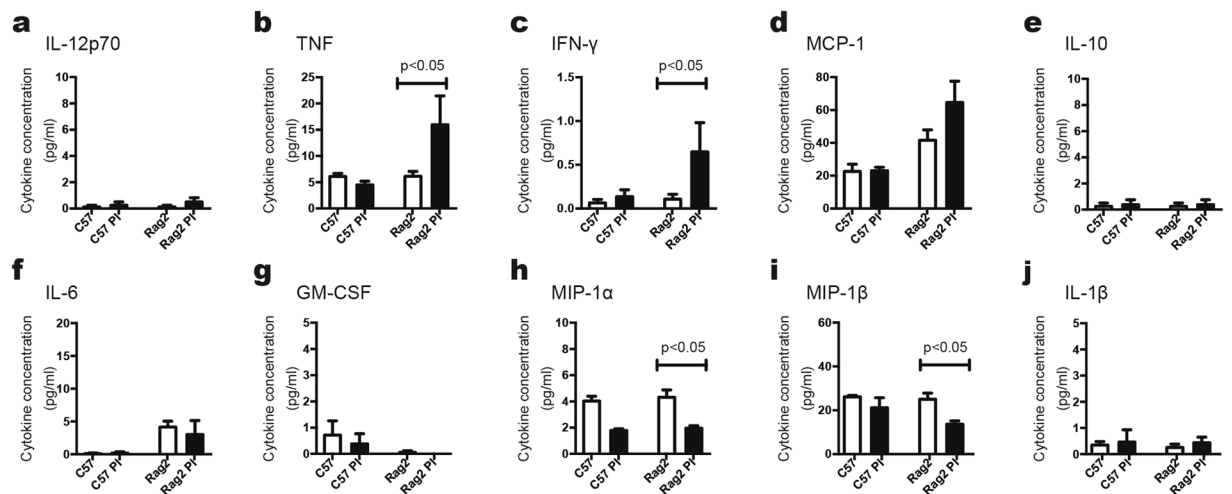 a
IL-12p70
Cytokine concentration
(pg/ml)
10
8
6
4
2
0
C57
C57 PI
Rag2
Rag2 PI
b
TNF
p<0.05
Cytokine concentration
(pg/ml)
25
20
15
10
5
0
C57
C57 PI
Rag2
Rag2 PI
c
IFN-γ
p<0.05
Cytokine concentration
(pg/ml)
1.5
1.0
0.5
0.0
C57
C57 PI
Rag2
Rag2 PI
d
MCP-1
Cytokine concentration
(pg/ml)
80
60
40
20
0
C57
C57 PI
Rag2
Rag2 PI
e
IL-10
Cytokine concentration
(pg/ml)
10
8
6
4
2
0
C57
C57 PI
Rag2
Rag2 PI
f
IL-6
Cytokine concentration
(pg/ml)
20
15
10
5
0
C57
C57 PI
Rag2
Rag2 PI
g
GM-CSF
Cytokine concentration
(pg/ml)
5
4
3
2
1
0
C57
C57 PI
Rag2
Rag2 PI
h
MIP-1α
p<0.05
Cytokine concentration
(pg/ml)
10
8
6
4
2
0
C57
C57 PI
Rag2
Rag2 PI
i
MIP-1β
p<0.05
Cytokine concentration
(pg/ml)
60
40
20
0
C57
C57 PI
Rag2
Rag2 PI
j
IL-1β
Cytokine concentration
(pg/ml)
5
4
3
2
1
0
C57
C57 PI
Rag2
Rag2 PI